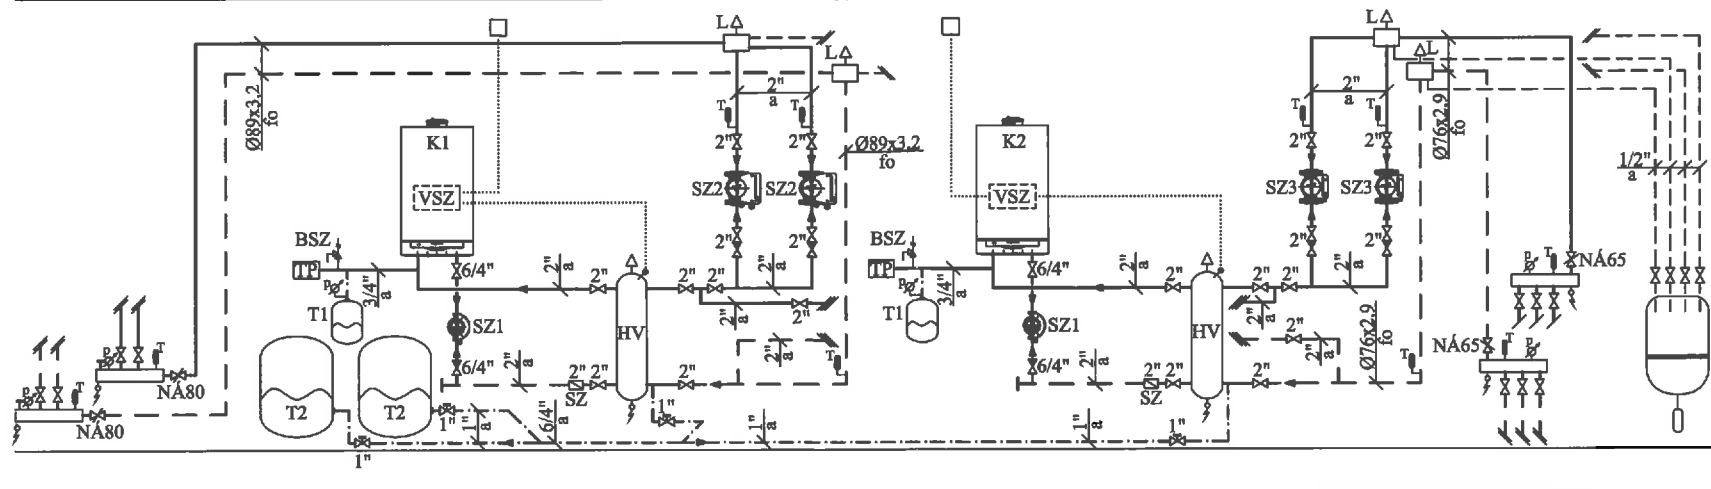 L
L
2"
a
T
T
Ø89x3,2
fo
K1
2"
2"
Ø89x3,2
fo
VSZ
SZ2
SZ2
BSZ
TP
P
3/4"
a
6/4"
2"
a
2"
2"
2"
2"
2"
2"
a
2"
a
2"
T1
SZ1
HV
6/4"
2"
a
2"
SZ
2"
2"
2"
a
T
P
P
T
P
T
NÁ80
NÁ80
T2
T2
1"
1"
1"
a
6/4"
a
1"
1"
a
L
L
2"
a
T
T
Ø76x2,9
fo
K2
2"
2"
VSZ
SZ3
SZ3
1/2"
a
BSZ
TP
P
3/4"
a
6/4"
2"
a
2"
2"
2"
2"
2"
2"
a
2"
a
P
T
NÁ65
T1
SZ1
HV
2"
2"
a
Ø76x2,9
fo
T
NÁ65
T
P
6/4"
2"
a
2"
SZ
2"
2"
1"
a
1"